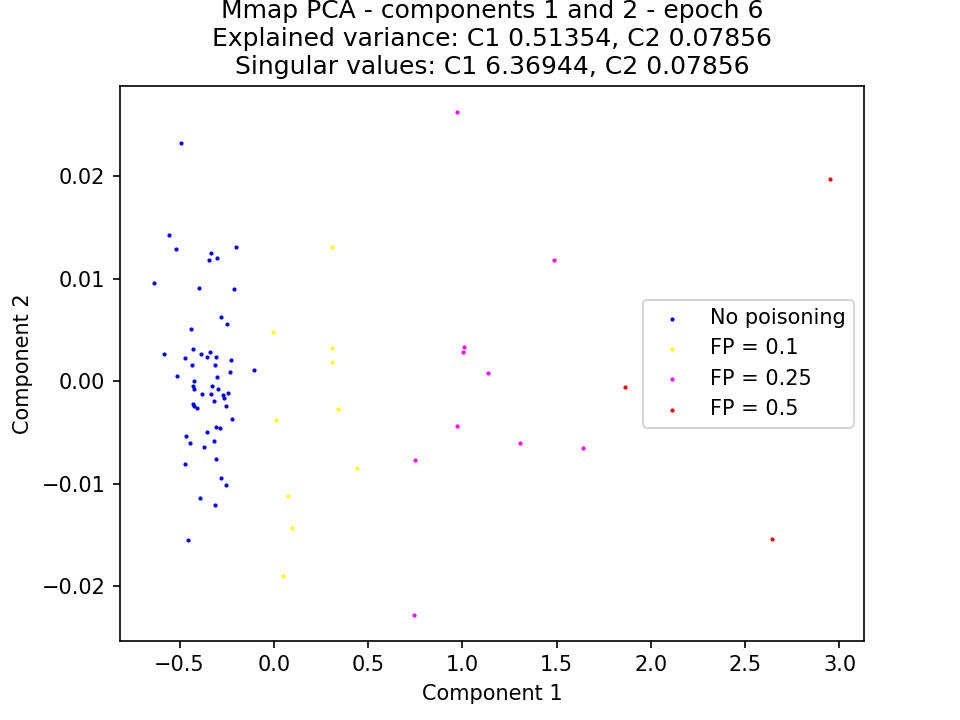 Mmap PCA - components 1 and 2 - epoch 6
Explained variance: C1 0.51354, C2 0.07856
Singular values: C1 6.36944, C2 0.07856
Component 2
0.02
0.01
0.00
−0.01
−0.02
No poisoning
FP = 0.1
FP = 0.25
FP = 0.5
−0.5 0.0 0.5 1.0 1.5 2.0 2.5 3.0
Component 1